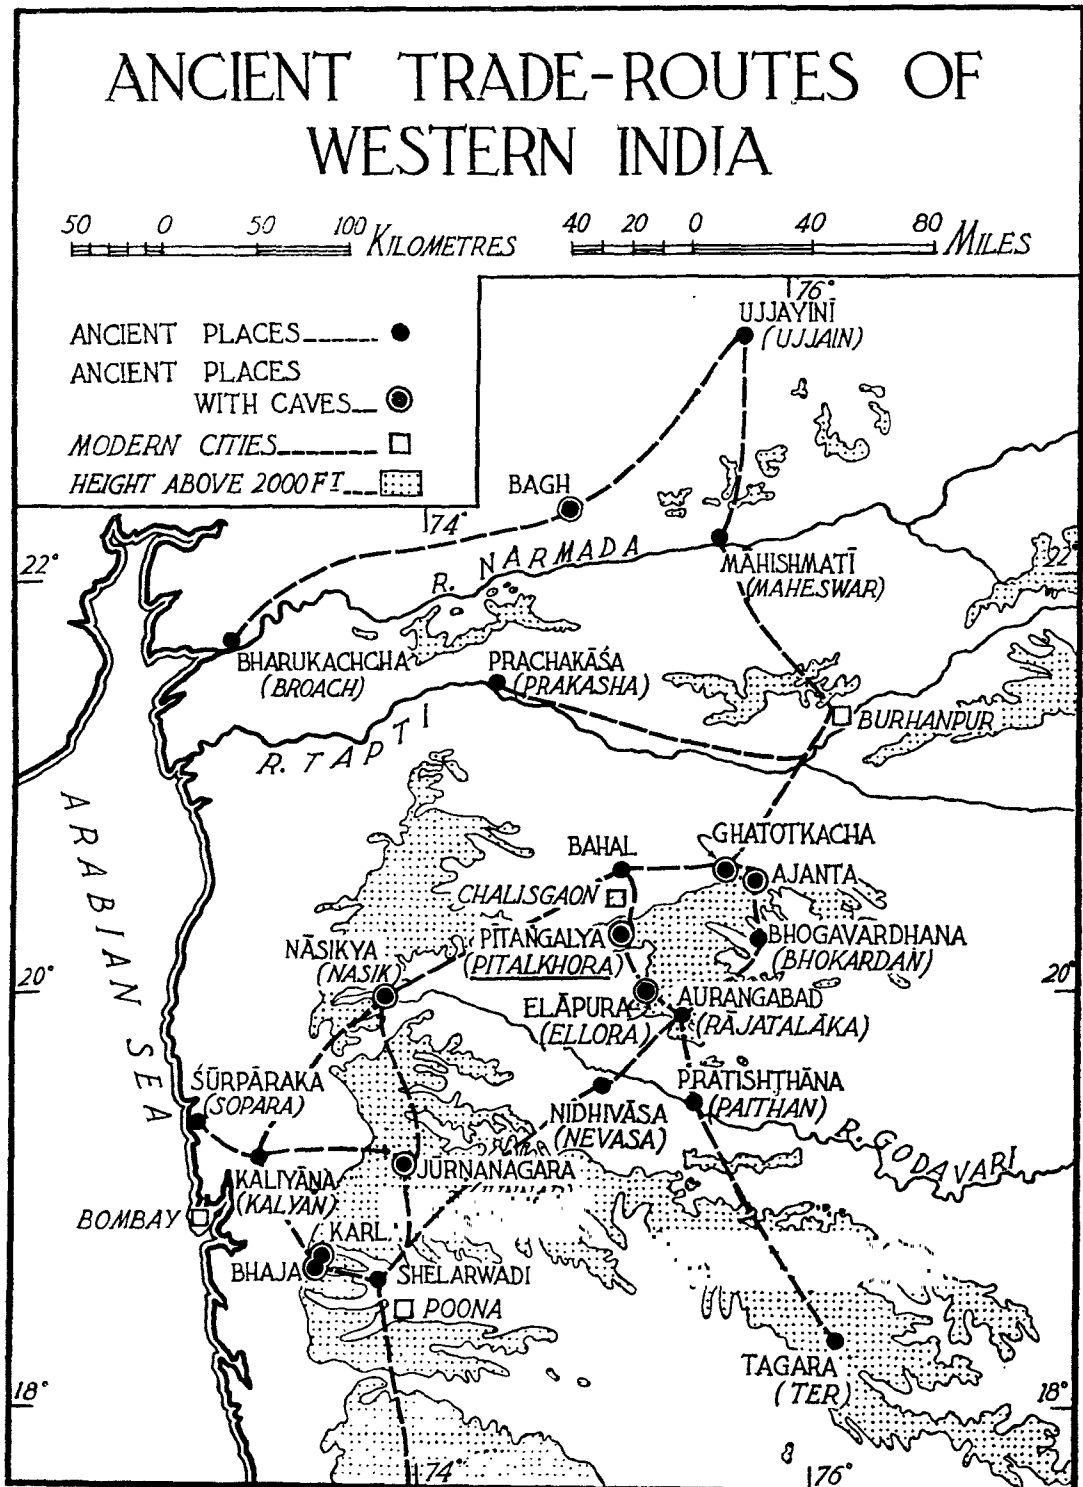 ANCIENT TRADE-ROUTES OF
WESTERN INDIA
50 0 50 100 KILOMETRES
40 20 0 40 80 MILES
ANCIENT PLACES
ANCIENT PLACES
WITH CAVES
MODERN CITIES
HEIGHT ABOVE 2000 FT
76°
UJJAYINĪ
(UJJAIN)
BAGH
74°
22°
R. NARMADA
MĀHISHMATĪ
(MAHESWAR)
22°
BHARUKACHCHA
(BROACH)
PRACHAKĀŚA
(PRAKASHA)
BURHANPUR
R. TAPTI
ARABIAN SEA
GHATOTKACHA
BAHAL
AJANTA
CHALISGAON
PĪTAṄGALYA
(PITALKHORA)
BHOGAVARDHANA
(BHOKARDAN)
NĀSIKYA
(NASIK)
20°
20°
ELĀPURA
(ELLORA)
AURANGABAD
(RĀJATALĀKA)
ŚŪRPĀRAKA
(SOPARA)
NIDHIVĀSA
(NEVASA)
PRATISHṬHĀNA
(PAITHAN)
R. GODAVARI
KALIYĀNA
(KALYAN)
JŪRNANAGARA
BOMBAY
KARL
BHAJA
SHELARWADI
POONA
TAGARA
(TER)
18°
18°
74°
76°